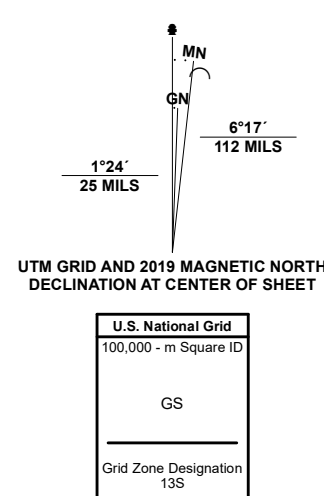 MN
GN
6°17´
112 MILS
1°24´
25 MILS
UTM GRID AND 2019 MAGNETIC NORTH
DECLINATION AT CENTER OF SHEET
U.S. National Grid
100,000 - m Square ID
GS
Grid Zone Designation
13S